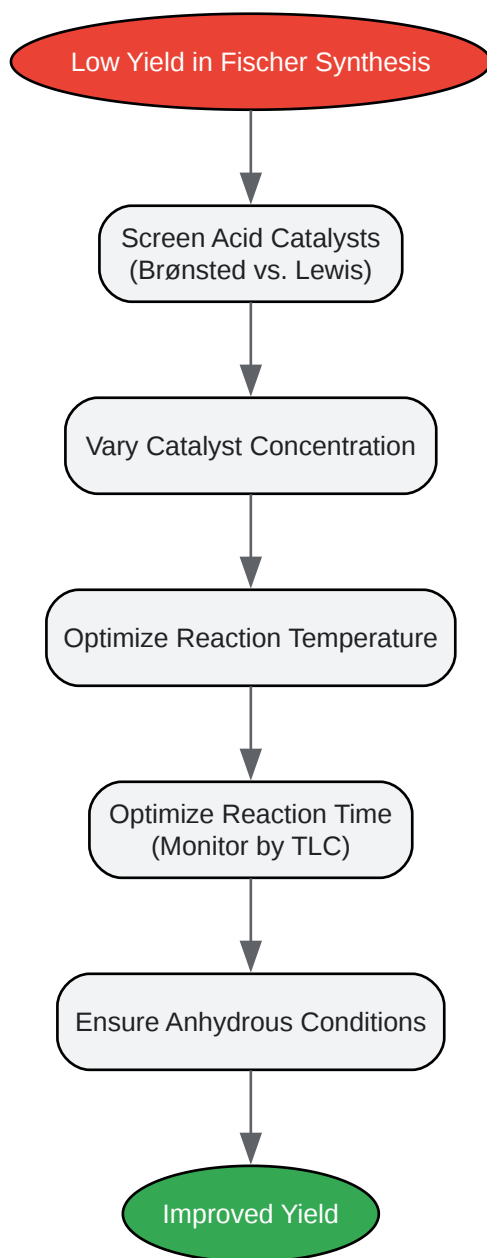 Low Yield in Fischer Synthesis
Screen Acid Catalysts
(Brønsted vs. Lewis)
Vary Catalyst Concentration
Optimize Reaction Temperature
Optimize Reaction Time
(Monitor by TLC)
Ensure Anhydrous Conditions
Improved Yield